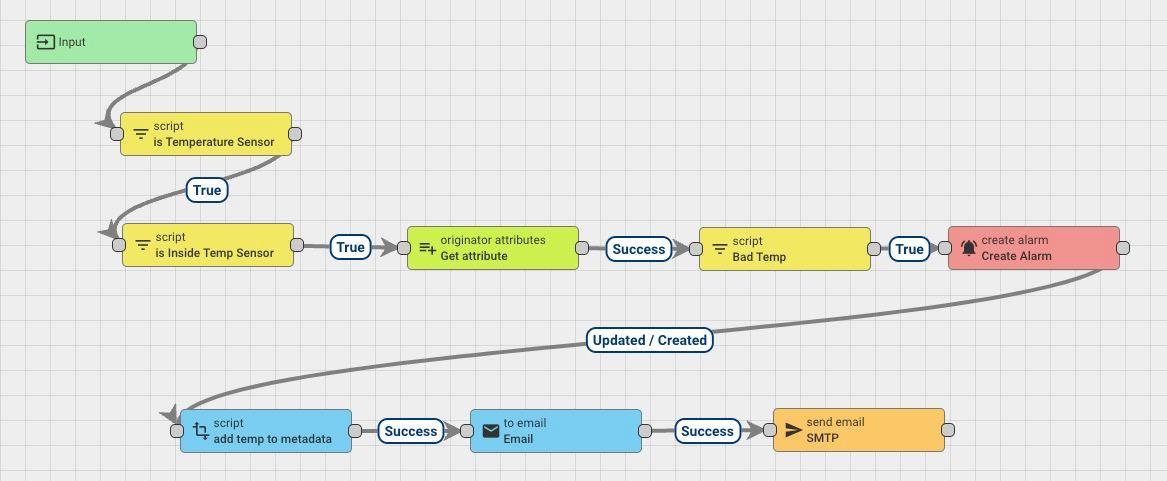 Input
script
is Temperature Sensor
True
script
is Inside Temp Sensor
True
originator attributes
Get attribute
Success
script
Bad Temp
True
create alarm
Create Alarm
Updated / Created
script
add temp to metadata
Success
to email
Email
Success
send email
SMTP